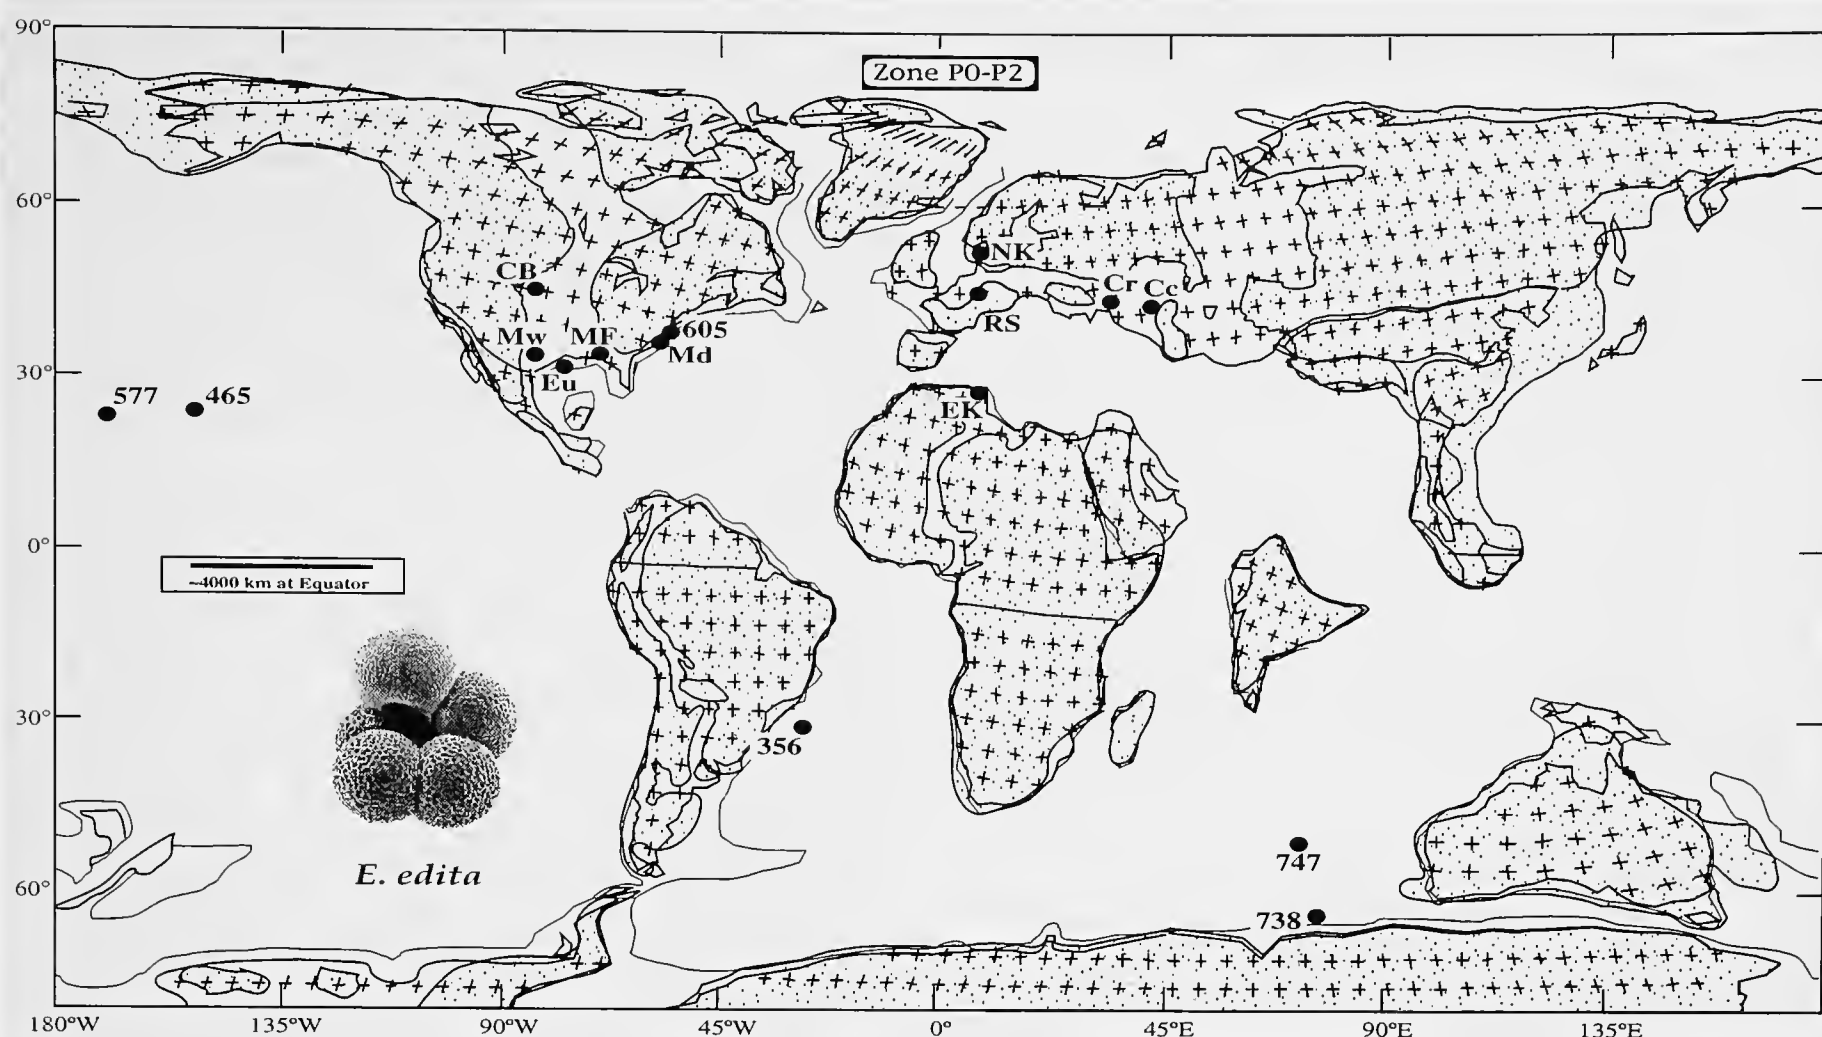 90°
Zone P0-P2
60°
NK
CB
Cr
Cc
RS
605
Mw
MF
Md
30°
Eu
577
465
EK
0°
~4000 km at Equator
30°
356
747
E. edita
60°
738
180°W
135°W
90°W
45°W
0°
45°E
90°E
135°E